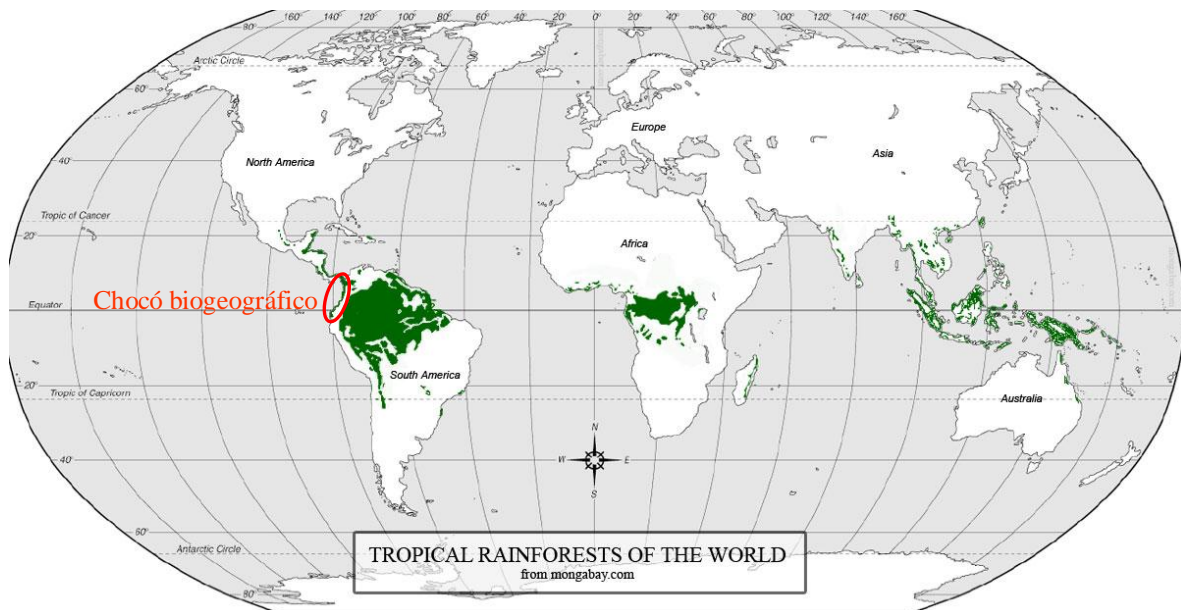 160° 140° 120° 100° 80° 60° 40° 20° 0° 20° 40° 60° 80° 100° 120° 140° 160°
80°
Arctic Circle
60°
Europe
North America
Asia
40°
Tropic of Cancer
20°
Africa
Chocó biogeográfico
Equator
South America
20°
Tropic of Capricorn
Australia
N
W E
S
40°
60°
Antarctic Circle
TROPICAL RAINFORESTS OF THE WORLD
from mongabay.com
80°